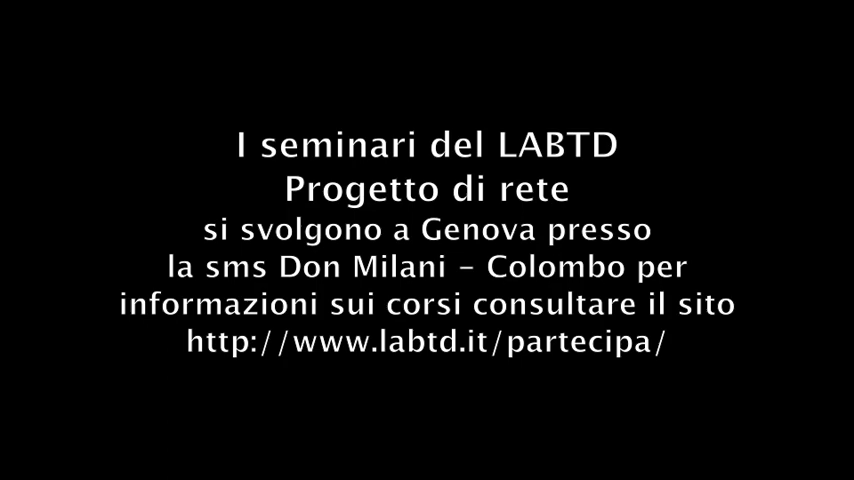 I seminari del LABTD
Progetto di rete
si svolgono a Genova presso
la sms Don Milani - Colombo per
informazioni sui corsi consultare il sito
http://www.labtd.it/partecipa/